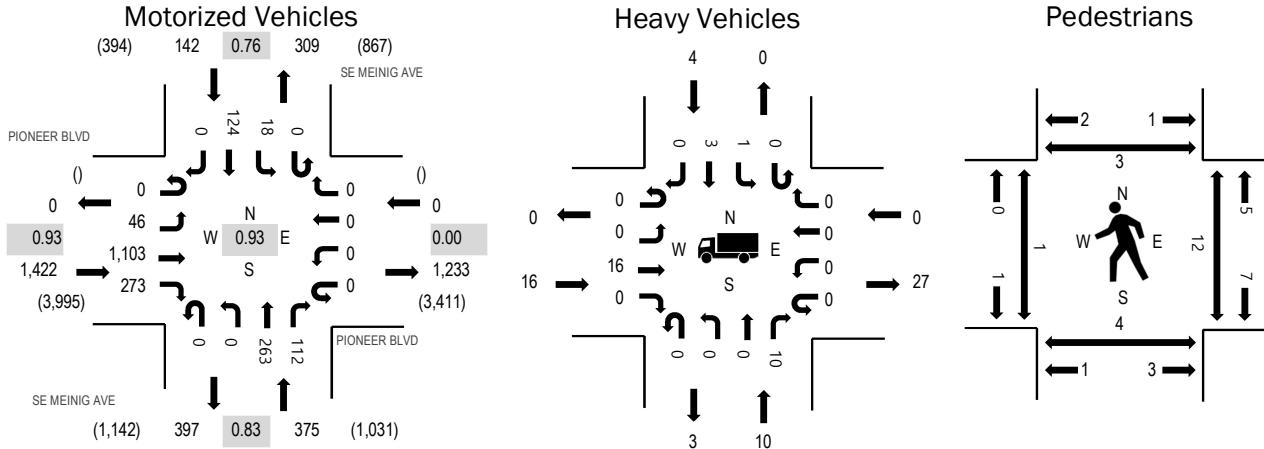 Motorized Vehicles
(394) 142 0.76 309 (867)
SE MEINIG AVE
PIONEER BLVD
0 124 18 0
()
0
46
1,103
273
0
0.93
1,422
(3,995)
N
W 0.93 E
S
0
0
0
0
()
0
0.00
1,233
(3,411)
0 0 263 112
PIONEER BLVD
SE MEINIG AVE
(1,142) 397 0.83 375 (1,031)
Heavy Vehicles
4 0
0 3 1 0
0
0
16
0
0
16
N
W E
S
0
0
0
0
0
27
0 0 0 10
3 10
Pedestrians
2 1
3
0
1
1
N
W E
S
12
5
7
4
1 3